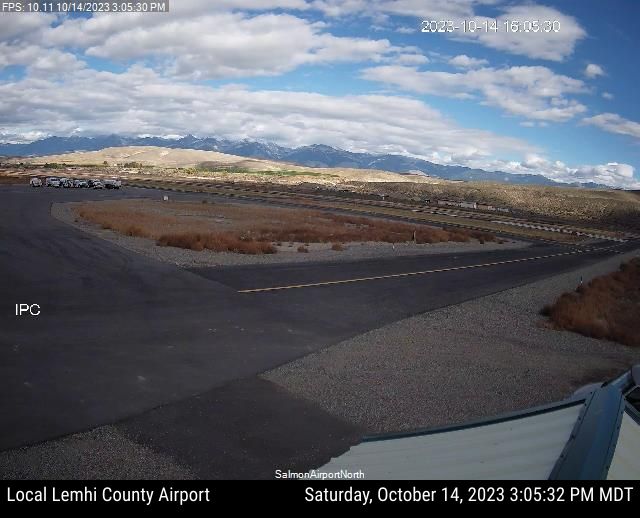 FPS: 10.11 10/14/2023 3:05:30 PM
2023-10-14 16:05:30
IPC
SalmonAirportNorth
Local Lemhi County Airport Saturday, October 14, 2023 3:05:32 PM MDT